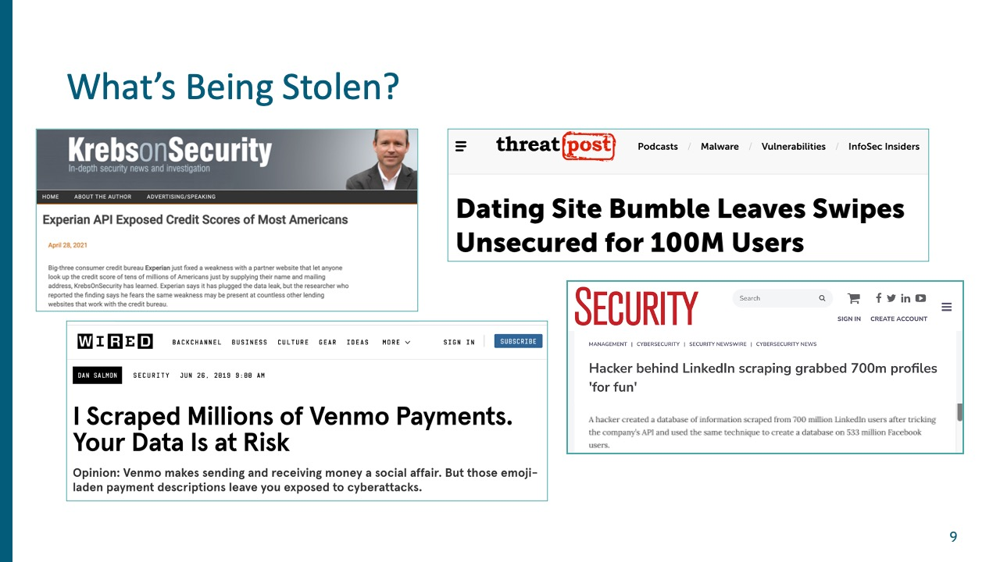 What's Being Stolen?
KrebsonSecurity
In-depth security news and investigation
HOME ABOUT THE AUTHOR ADVERTISING/SPEAKING
Experian API Exposed Credit Scores of Most Americans
April 28, 2021
Big-three consumer credit bureau Experian just fixed a weakness with a partner website that let anyone
look up the credit score of tens of millions of Americans just by supplying their name and mailing
address, KrebsOnSecurity has learned. Experian says it has plugged the data leak, but the researcher who
reported the finding says he fears the same weakness may be present at countless other lending
websites that work with the credit bureau.
threatpost
Podcasts / Malware / Vulnerabilities / InfoSec Insiders
Dating Site Bumble Leaves Swipes
Unsecured for 100M Users
WIRED
BACKCHANNEL BUSINESS CULTURE GEAR IDEAS MORE SIGN IN SUBSCRIBE
DAN SALMON SECURITY JUN 26, 2019 9:00 AM
I Scraped Millions of Venmo Payments.
Your Data Is at Risk
Opinion: Venmo makes sending and receiving money a social affair. But those emoji-
laden payment descriptions leave you exposed to cyberattacks.
SECURITY
Search
SIGN IN CREATE ACCOUNT
MANAGEMENT | CYBERSECURITY | SECURITY NEWSWIRE | CYBERSECURITY NEWS
Hacker behind LinkedIn scraping grabbed 700m profiles
'for fun'
A hacker created a database of information scraped from 700 million LinkedIn users after tricking
the company's API and used the same technique to create a database on 533 million Facebook
users.
9